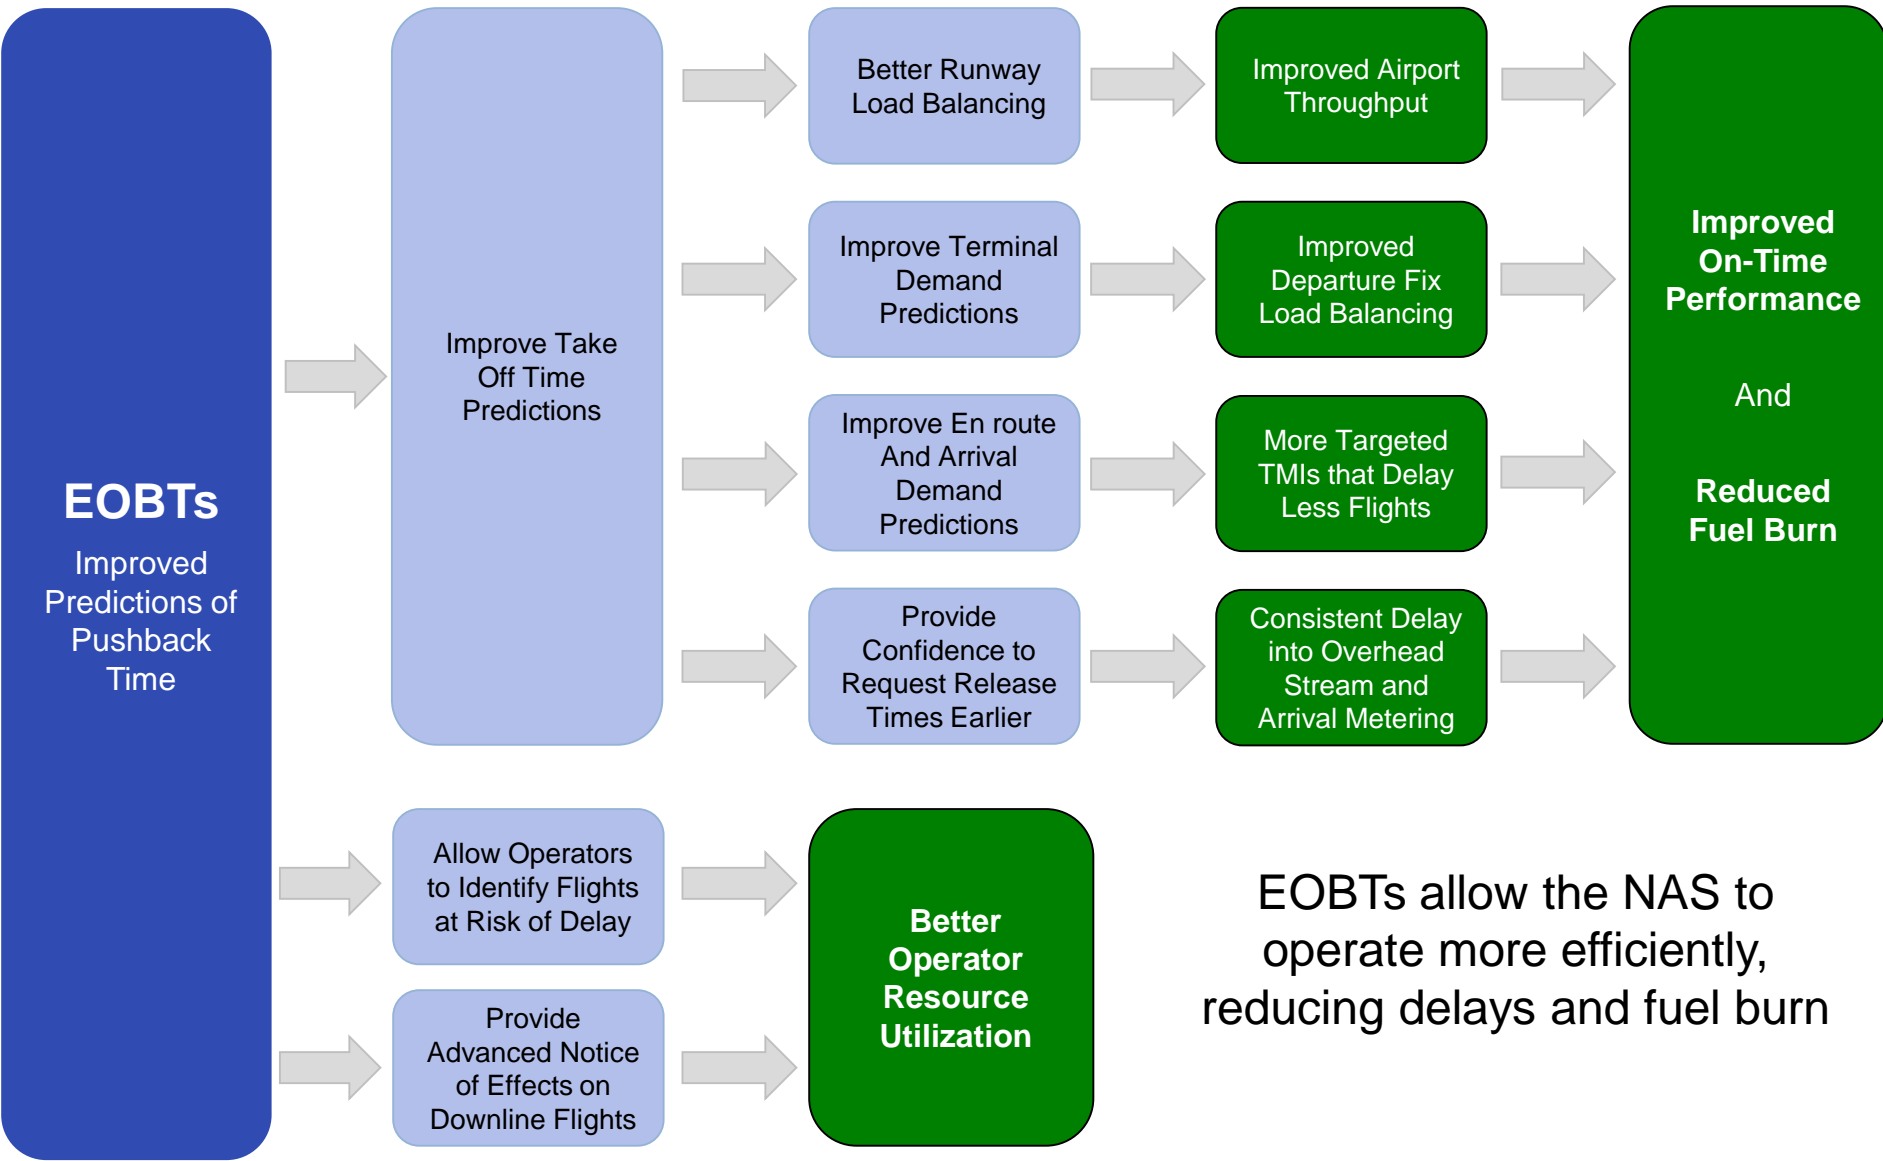 EOBTs
Improved
Predictions of
Pushback
Time
Improve Take
Off Time
Predictions
Better Runway
Load Balancing
Improved Airport
Throughput
Improve Terminal
Demand
Predictions
Improved
Departure Fix
Load Balancing
Improve En route
And Arrival
Demand
Predictions
More Targeted
TMIs that Delay
Less Flights
Provide
Confidence to
Request Release
Times Earlier
Consistent Delay
into Overhead
Stream and
Arrival Metering
Improved
On-Time
Performance
And
Reduced
Fuel Burn
Allow Operators
to Identify Flights
at Risk of Delay
Provide
Advanced Notice
of Effects on
Downline Flights
Better
Operator
Resource
Utilization
EOBTs allow the NAS to
operate more efficiently,
reducing delays and fuel burn